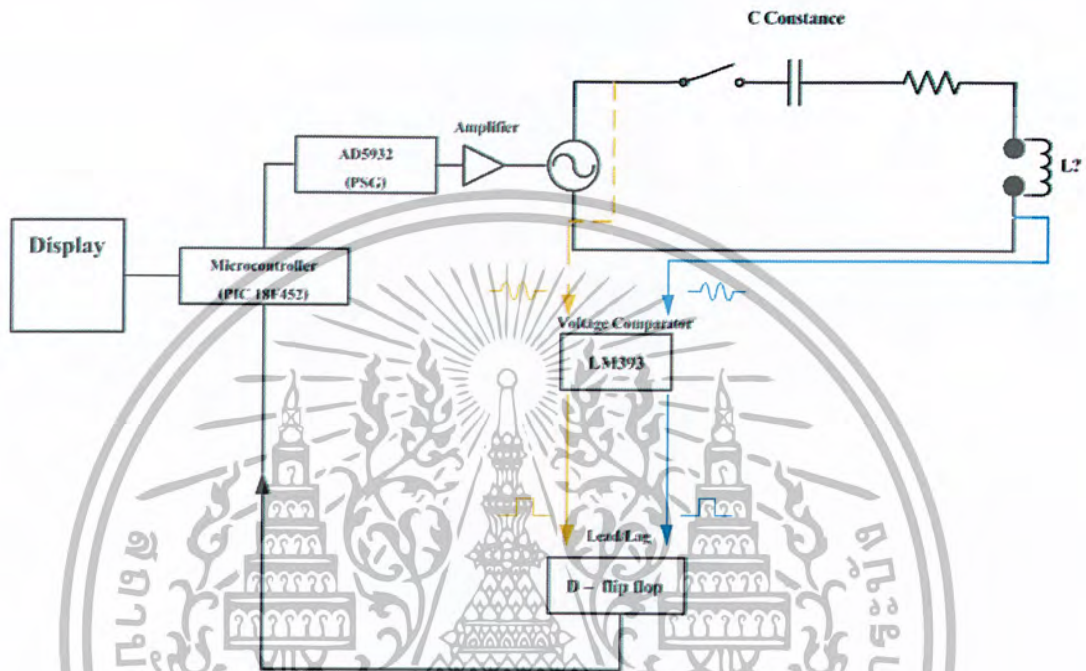 C Constance
Amplifier
AD5932
(PSG)
L?
Display
Microcontroller
(PIC 18F452)
Voltage Comparator
LM393
Lead/Lag
D – flip flop